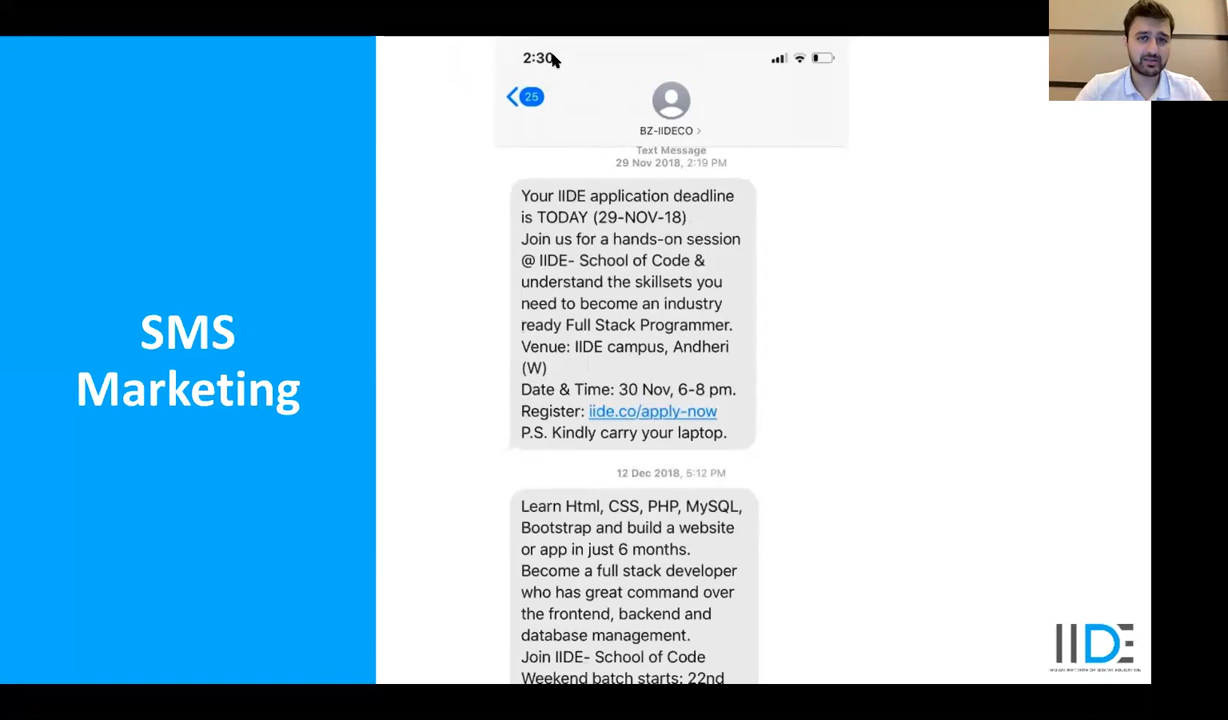 SMS
Marketing
2:30
25
BZ-IIDECO >
Text Message
29 Nov 2018, 2:19 PM
Your IIDE application deadline
is TODAY (29-NOV-18)
Join us for a hands-on session
@ IIDE- School of Code &
understand the skillsets you
need to become an industry
ready Full Stack Programmer.
Venue: IIDE campus, Andheri
(W)
Date & Time: 30 Nov, 6-8 pm.
Register: iide.co/apply-now
P.S. Kindly carry your laptop.
12 Dec 2018, 5:12 PM
Learn Html, CSS, PHP, MySQL,
Bootstrap and build a website
or app in just 6 months.
Become a full stack developer
who has great command over
the frontend, backend and
database management.
Join IIDE- School of Code
Weekend batch starts: 22nd
IIDE